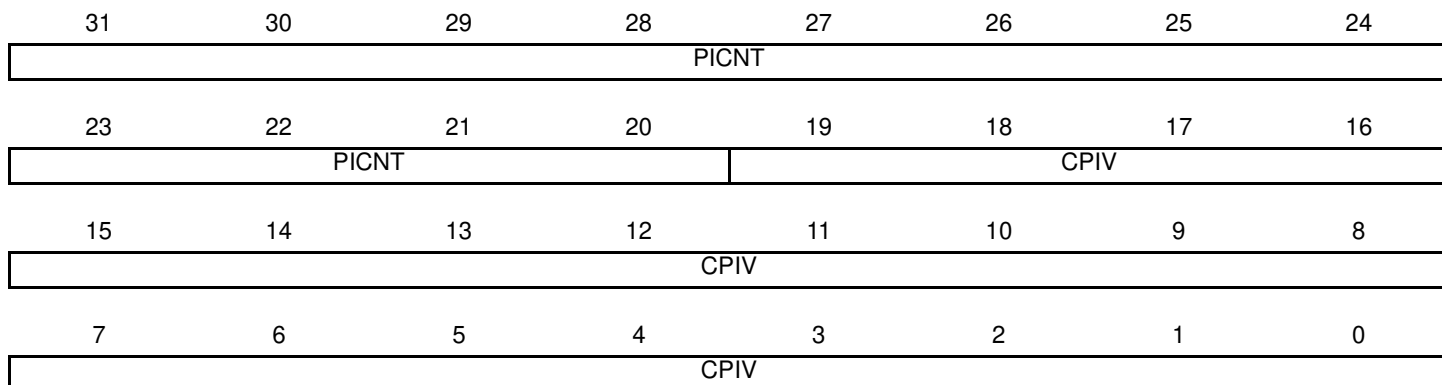 31 30 29 28 27 26 25 24
PICNT
23 22 21 20 19 18 17 16
PICNT CPIV
15 14 13 12 11 10 9 8
CPIV
7 6 5 4 3 2 1 0
CPIV